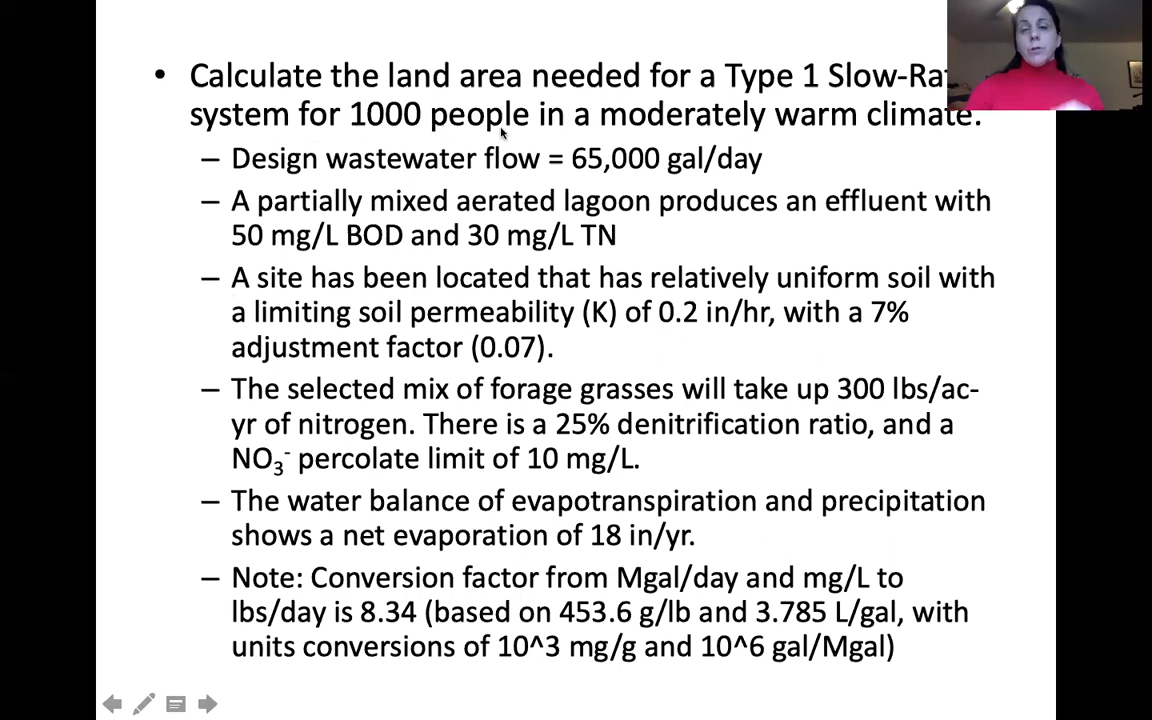 • Calculate the land area needed for a Type 1 Slow-Ra
system for 1000 people in a moderately warm climate.
– Design wastewater flow = 65,000 gal/day
– A partially mixed aerated lagoon produces an effluent with
50 mg/L BOD and 30 mg/L TN
– A site has been located that has relatively uniform soil with
a limiting soil permeability (K) of 0.2 in/hr, with a 7%
adjustment factor (0.07).
– The selected mix of forage grasses will take up 300 lbs/ac-
yr of nitrogen. There is a 25% denitrification ratio, and a
NO₃⁻ percolate limit of 10 mg/L.
– The water balance of evapotranspiration and precipitation
shows a net evaporation of 18 in/yr.
– Note: Conversion factor from Mgal/day and mg/L to
lbs/day is 8.34 (based on 453.6 g/lb and 3.785 L/gal, with
units conversions of 10^3 mg/g and 10^6 gal/Mgal)